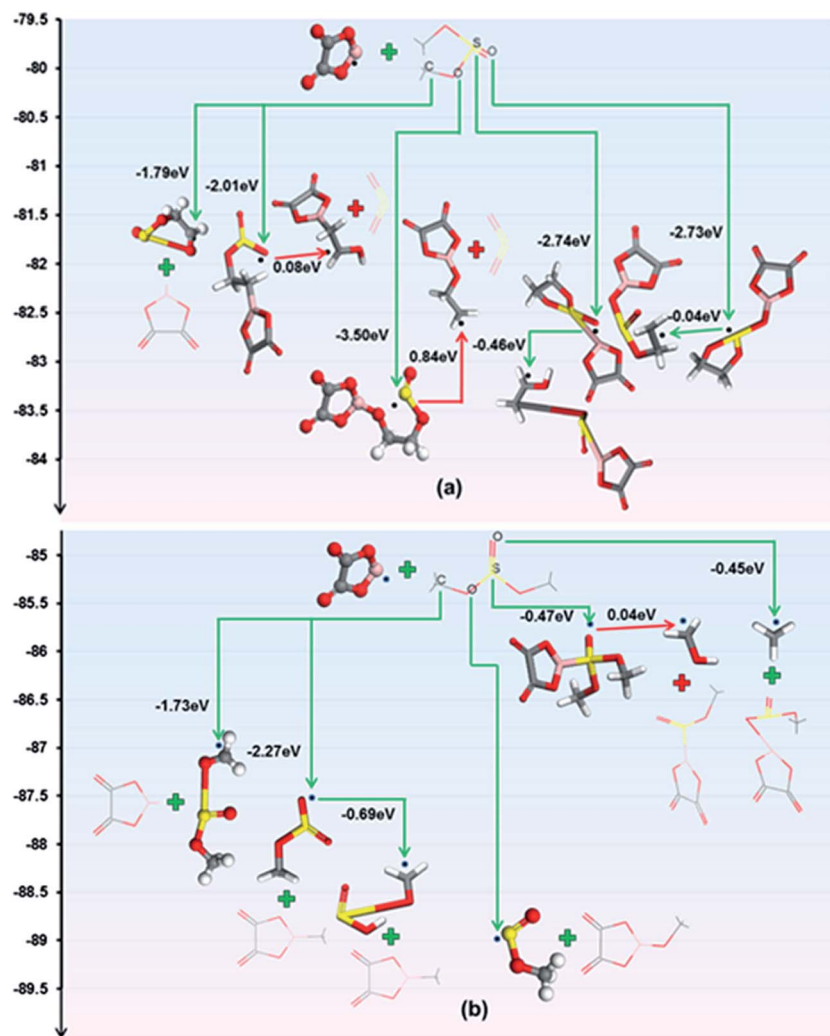 -79.5
-80
-80.5
-81
-81.5
-82
-82.5
-83
-83.5
-84
S
O
C
O
-1.79eV
-2.01eV
0.08eV
-3.50eV
0.84eV
-2.74eV
-0.46eV
-2.73eV
-0.04eV
(a)
-85
-85.5
-86
-86.5
-87
-87.5
-88
-88.5
-89
-89.5
O
S
C
O
-0.45eV
-0.47eV
0.04eV
-1.73eV
-2.27eV
-0.69eV
(b)